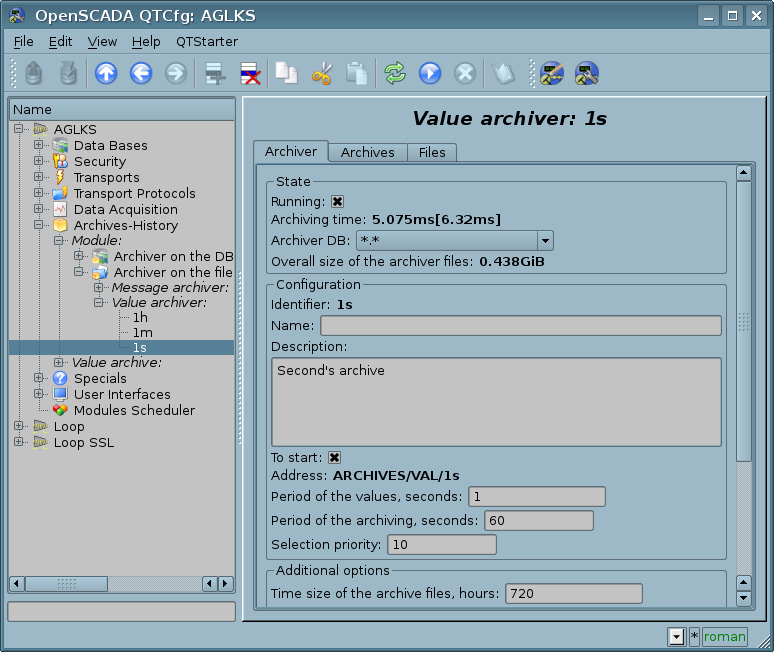 OpenSCADA QTCfg: AGLKS
File Edit View Help QTStarter
Name
AGLKS
Data Bases
Security
Transports
Transport Protocols
Data Acquisition
Archives-History
Module:
Archiver on the DB
Archiver on the file
Message archiver:
Value archiver:
1h
1m
1s
Value archive:
Specials
User Interfaces
Modules Scheduler
Loop
Loop SSL
Value archiver: 1s
Archiver Archives Files
State
Running:
Archiving time: 5.075ms[6.32ms]
Archiver DB: *.*
Overall size of the archiver files: 0.438GiB
Configuration
Identifier: 1s
Name:
Description:
Second's archive
To start:
Address: ARCHIVES/VAL/1s
Period of the values, seconds: 1
Period of the archiving, seconds: 60
Selection priority: 10
Additional options
Time size of the archive files, hours: 720
* roman